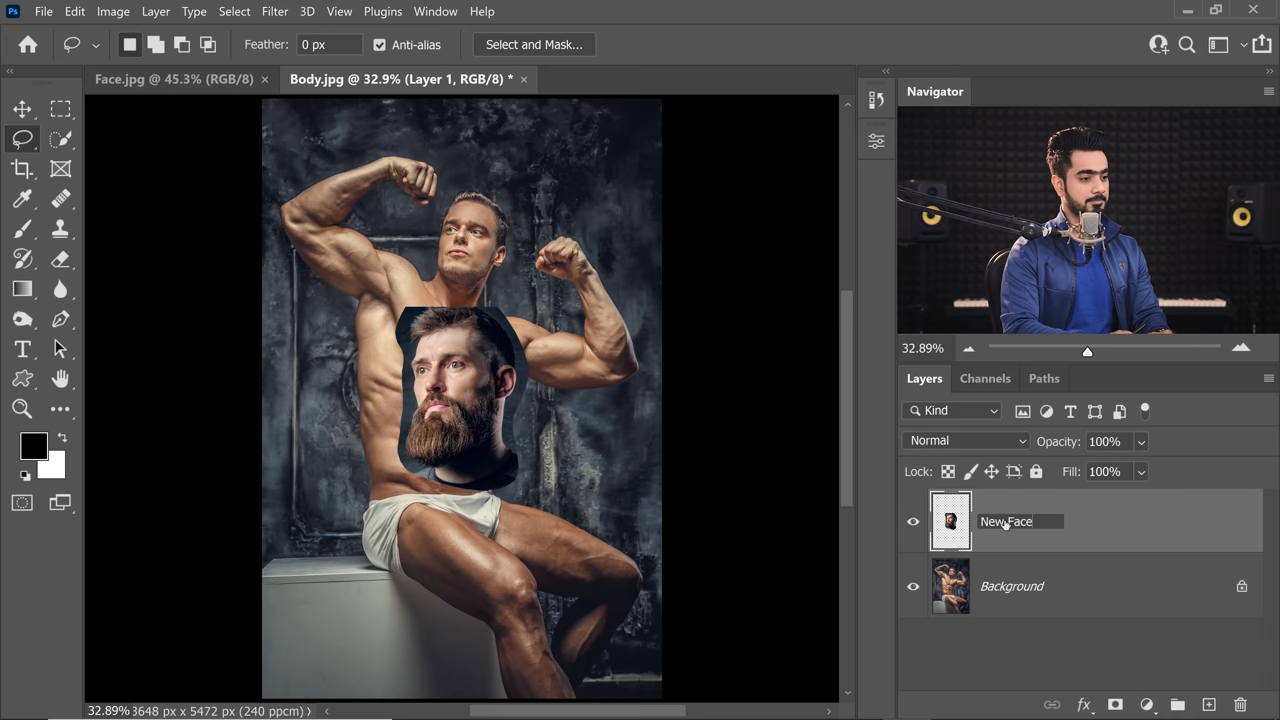 Ps File Edit Image Layer Type Select Filter 3D View Plugins Window Help
Feather: 0 px Anti-alias Select and Mask...
Face.jpg @ 45.3% (RGB/8) × Body.jpg @ 32.9% (Layer 1, RGB/8) * ×
Navigator
32.89%
Layers Channels Paths
Kind
Normal Opacity: 100%
Lock: Fill: 100%
New Face
Background
32.89% 3648 px x 5472 px (240 ppcm)